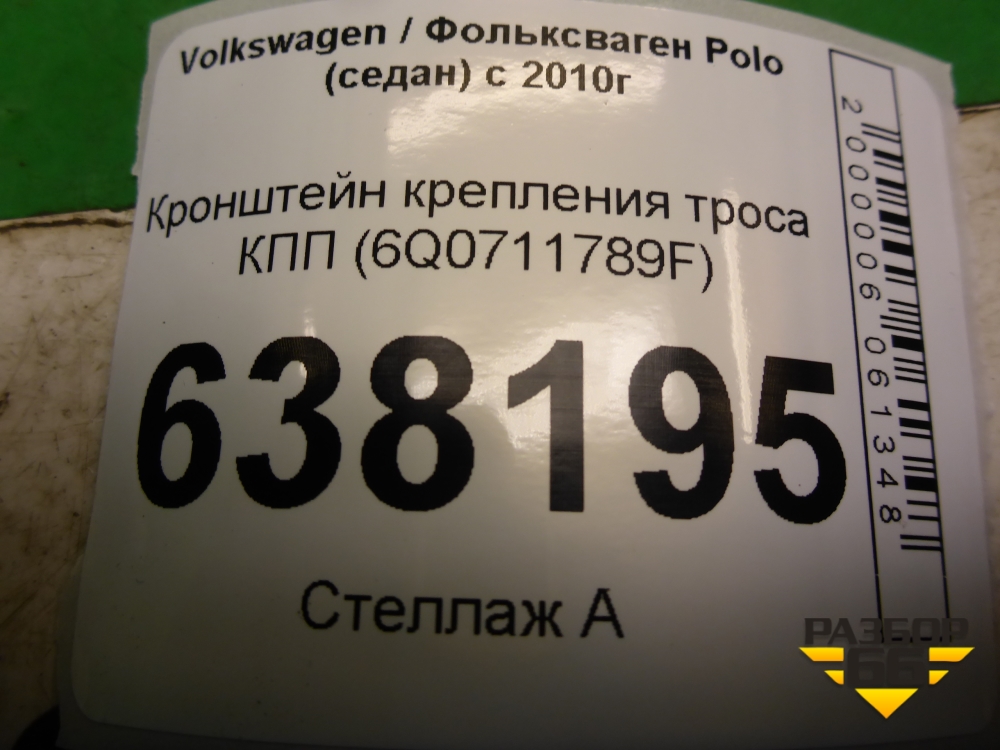 Volkswagen / Фольксваген Polo
(седан) с 2010г
Кронштейн крепления троса
КПП (6Q0711789F)
638195
Стеллаж А
2000006061348
РАЗБОР
66